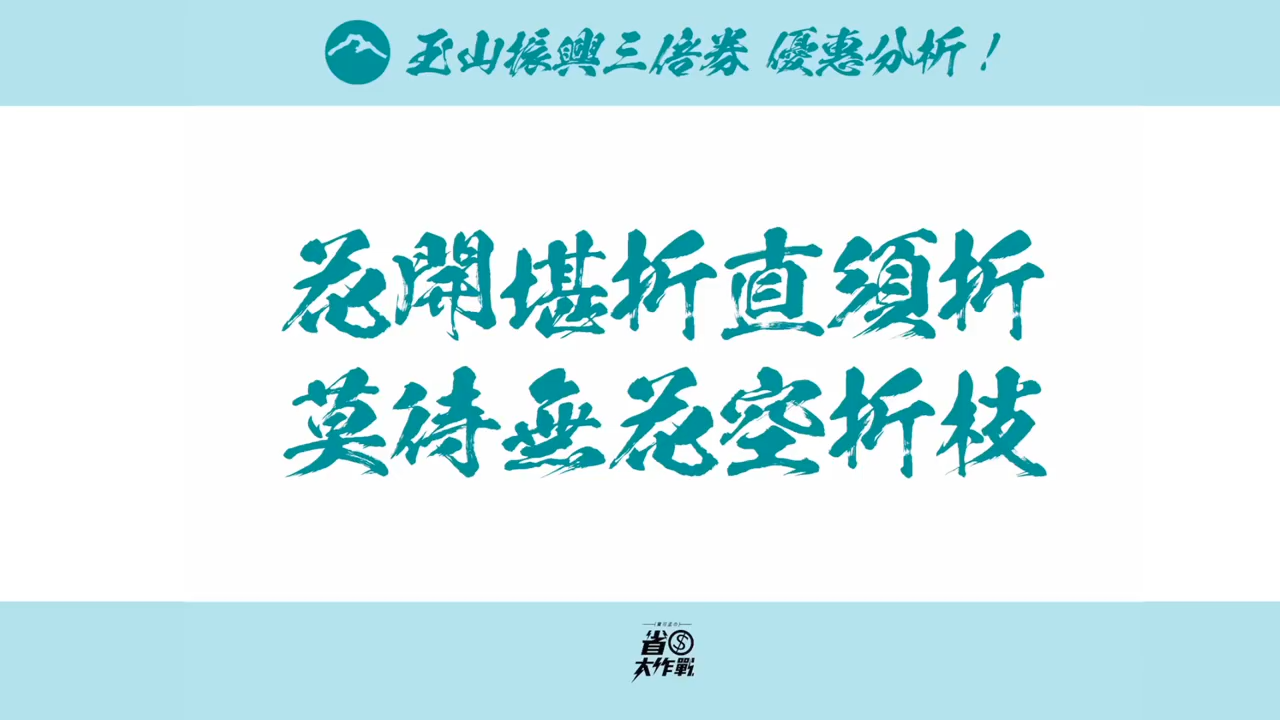 玉山振興三倍券 優惠分析！
花開堪折直須折
莫待無花空折枝
省$
大作戰